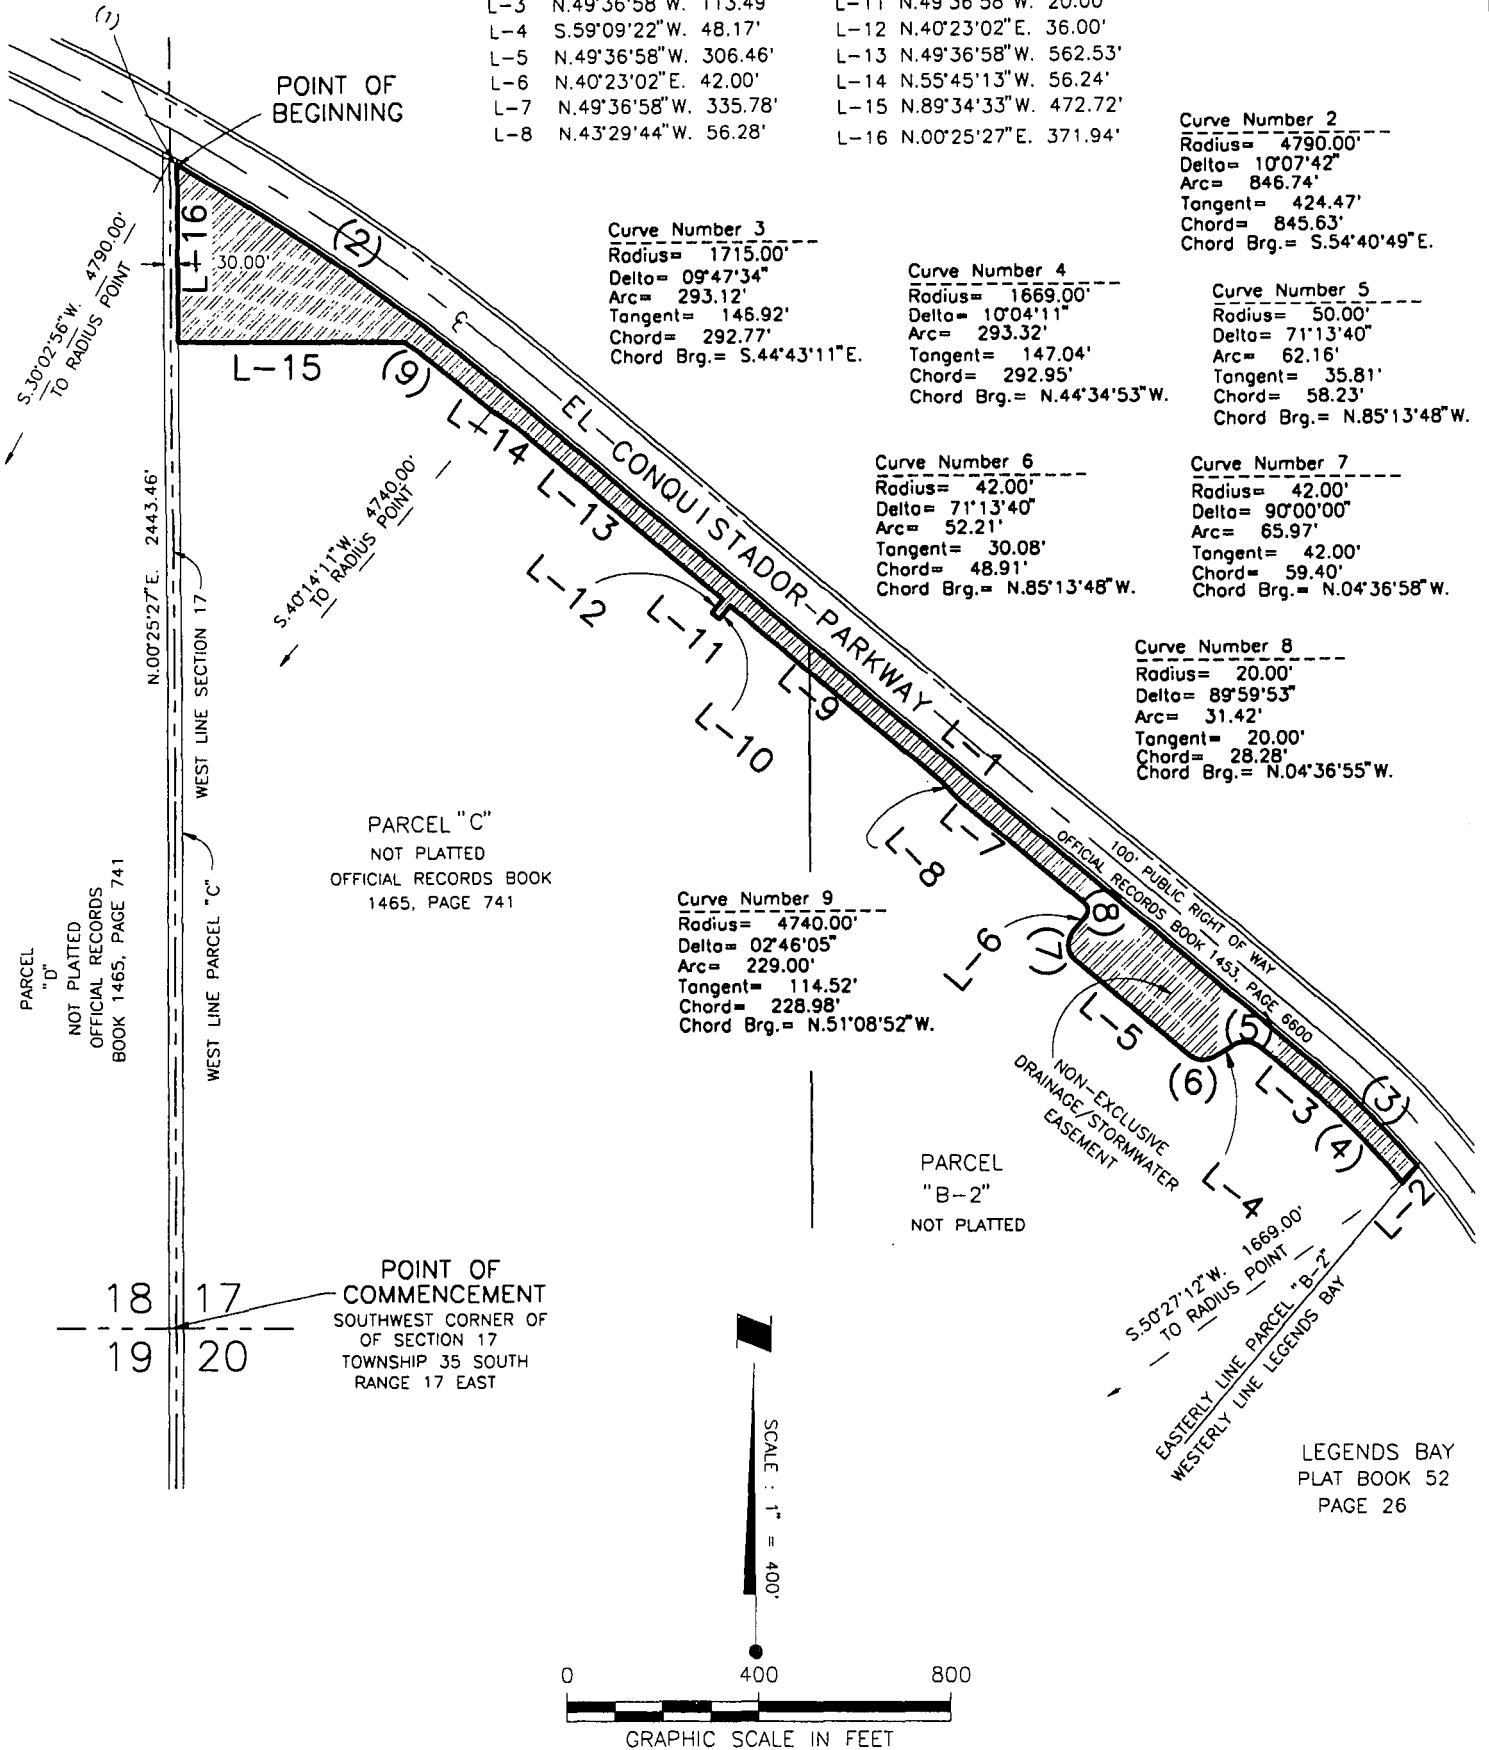 L-3 N.49°36'58"W. 113.49'
L-4 S.59°09'22"W. 48.17'
L-5 N.49°36'58"W. 306.46'
L-6 N.40°23'02"E. 42.00'
L-7 N.49°36'58"W. 335.78'
L-8 N.43°29'44"W. 56.28'
L-11 N.49°36'58"W. 20.00'
L-12 N.40°23'02"E. 36.00'
L-13 N.49°36'58"W. 562.53'
L-14 N.55°45'13"W. 56.24'
L-15 N.89°34'33"W. 472.72'
L-16 N.00°25'27"E. 371.94'
(1)
POINT OF
BEGINNING
Curve Number 2
Radius= 4790.00'
Delta= 10°07'42"
Arc= 846.74'
Tangent= 424.47'
Chord= 845.63'
Chord Brg.= S.54°40'49"E.
Curve Number 3
Radius= 1715.00'
Delta= 09°47'34"
Arc= 293.12'
Tangent= 146.92'
Chord= 292.77'
Chord Brg.= S.44°43'11"E.
Curve Number 4
Radius= 1669.00'
Delta= 10°04'11"
Arc= 293.32'
Tangent= 147.04'
Chord= 292.95'
Chord Brg.= N.44°34'53"W.
Curve Number 5
Radius= 50.00'
Delta= 71°13'40"
Arc= 62.16'
Tangent= 35.81'
Chord= 58.23'
Chord Brg.= N.85°13'48"W.
Curve Number 6
Radius= 42.00'
Delta= 71°13'40"
Arc= 52.21'
Tangent= 30.08'
Chord= 48.91'
Chord Brg.= N.85°13'48"W.
Curve Number 7
Radius= 42.00'
Delta= 90°00'00"
Arc= 65.97'
Tangent= 42.00'
Chord= 59.40'
Chord Brg.= N.04°36'58"W.
Curve Number 8
Radius= 20.00'
Delta= 89°59'53"
Arc= 31.42'
Tangent= 20.00'
Chord= 28.28'
Chord Brg.= N.04°36'55"W.
Curve Number 9
Radius= 4740.00'
Delta= 02°46'05"
Arc= 229.00'
Tangent= 114.52'
Chord= 228.98'
Chord Brg.= N.51°08'52"W.
L-16
30.00'
(2)
3
S.30°02'56"W. 4790.00'
TO RADIUS POINT
L-15
(9)
L-14
L-13
EL-CONQUISTADOR-PARKWAY
L-1
S.40°14'11"W. 4740.00'
TO RADIUS POINT
N.00°25'27"E. 2443.46'
WEST LINE SECTION 17
L-12
L-11
L-10
L-9
L-8
L-7
100' PUBLIC RIGHT OF WAY
OFFICIAL RECORDS BOOK 1453, PAGE 6600
PARCEL "C"
NOT PLATTED
OFFICIAL RECORDS BOOK
1465, PAGE 741
PARCEL
"D"
NOT PLATTED
OFFICIAL RECORDS
BOOK 1465, PAGE 741
WEST LINE PARCEL "C"
(8)
L-6
(7)
L-5
(6)
(5)
L-3
(4)
(3)
L-2
L-4
NON-EXCLUSIVE
DRAINAGE/STORMWATER
EASEMENT
PARCEL
"B-2"
NOT PLATTED
S.50°27'12"W. 1669.00'
TO RADIUS POINT
EASTERLY LINE PARCEL "B-2"
WESTERLY LINE LEGENDS BAY
LEGENDS BAY
PLAT BOOK 52
PAGE 26
18 17
19 20
POINT OF
COMMENCEMENT
SOUTHWEST CORNER OF
OF SECTION 17
TOWNSHIP 35 SOUTH
RANGE 17 EAST
SCALE : 1" = 400'
0 400 800
GRAPHIC SCALE IN FEET